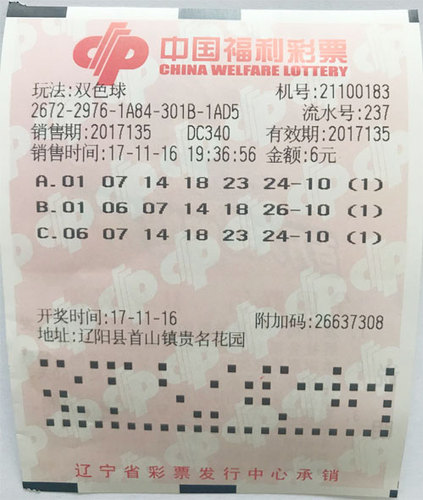 中国福利彩票
CHINA WELFARE LOTTERY
玩法:双色球 机号:21100183
2672-2976-1A84-301B-1AD5 流水号:237
销售期:2017135 DC340 有效期:2017135
销售时间:17-11-16 19:36:56 金额:6元
A.01 07 14 18 23 24-10 (1)
B.01 06 07 14 18 26-10 (1)
C.06 07 14 18 23 24-10 (1)
开奖时间:17-11-16 附加码:26637308
地址:辽阳县首山镇贵名花园
辽宁省彩票发行中心承销